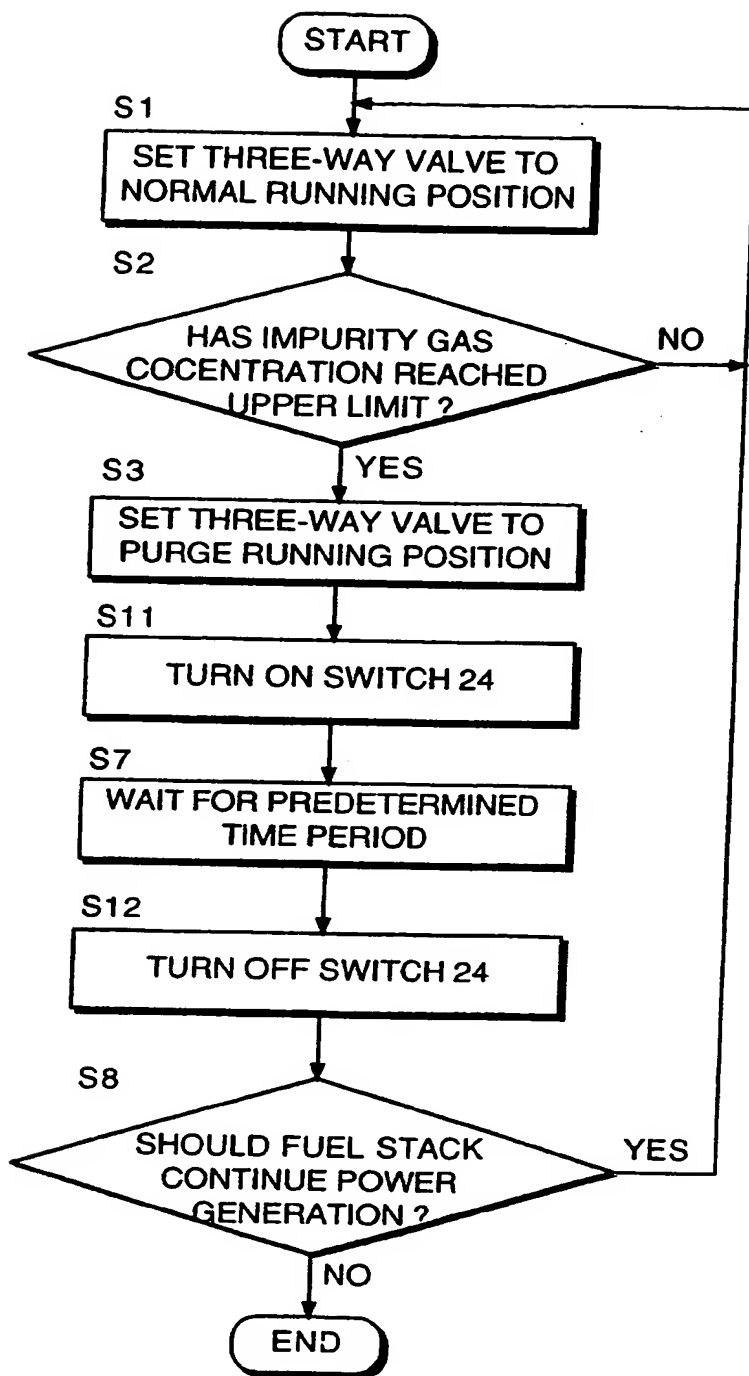 START
S1
SET THREE-WAY VALVE TO
NORMAL RUNNING POSITION
S2
HAS IMPURITY GAS
COCENTRATION REACHED
UPPER LIMIT ?
NO
YES
S3
SET THREE-WAY VALVE TO
PURGE RUNNING POSITION
S11
TURN ON SWITCH 24
S7
WAIT FOR PREDETERMINED
TIME PERIOD
S12
TURN OFF SWITCH 24
S8
SHOULD FUEL STACK
CONTINUE POWER
GENERATION ?
YES
NO
END